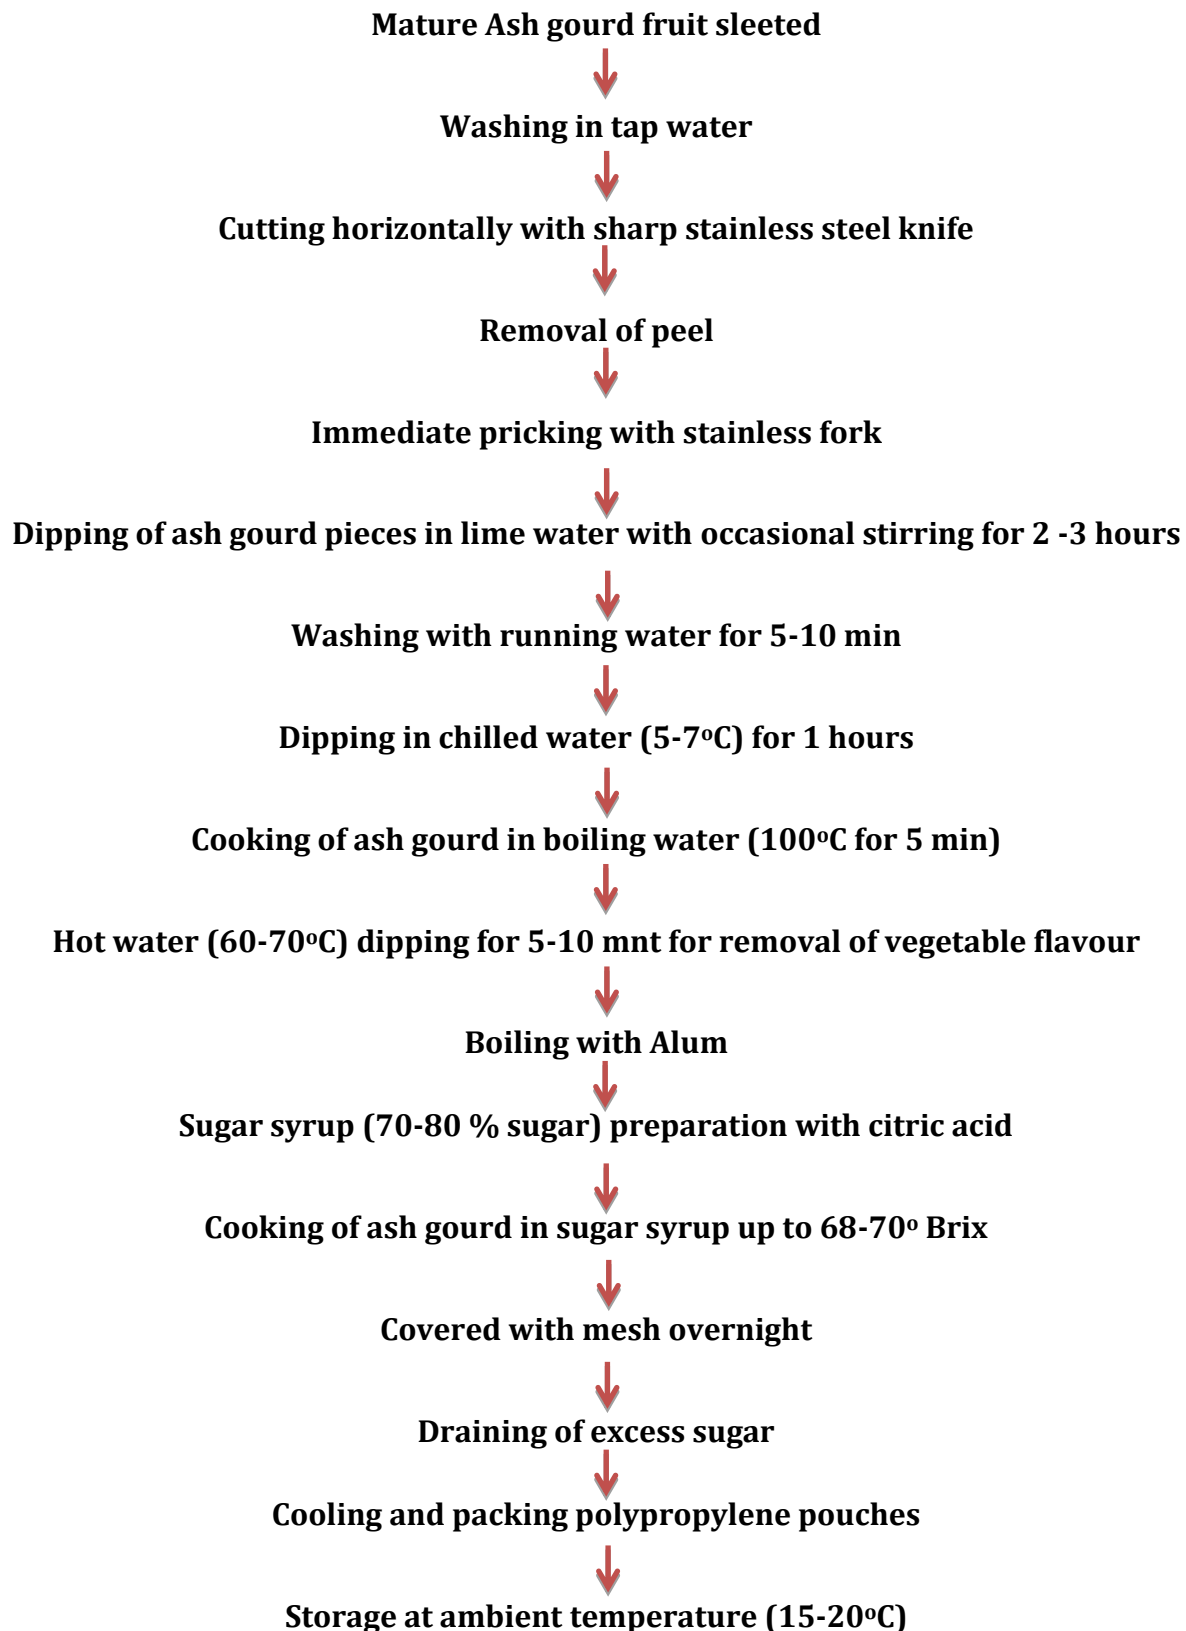 Mature Ash gourd fruit sleeted
Washing in tap water
Cutting horizontally with sharp stainless steel knife
Removal of peel
Immediate pricking with stainless fork
Dipping of ash gourd pieces in lime water with occasional stirring for 2 -3 hours
Washing with running water for 5-10 min
Dipping in chilled water (5-7ºC) for 1 hours
Cooking of ash gourd in boiling water (100ºC for 5 min)
Hot water (60-70ºC) dipping for 5-10 mnt for removal of vegetable flavour
Boiling with Alum
Sugar syrup (70-80 % sugar) preparation with citric acid
Cooking of ash gourd in sugar syrup up to 68-70º Brix
Covered with mesh overnight
Draining of excess sugar
Cooling and packing polypropylene pouches
Storage at ambient temperature (15-20ºC)